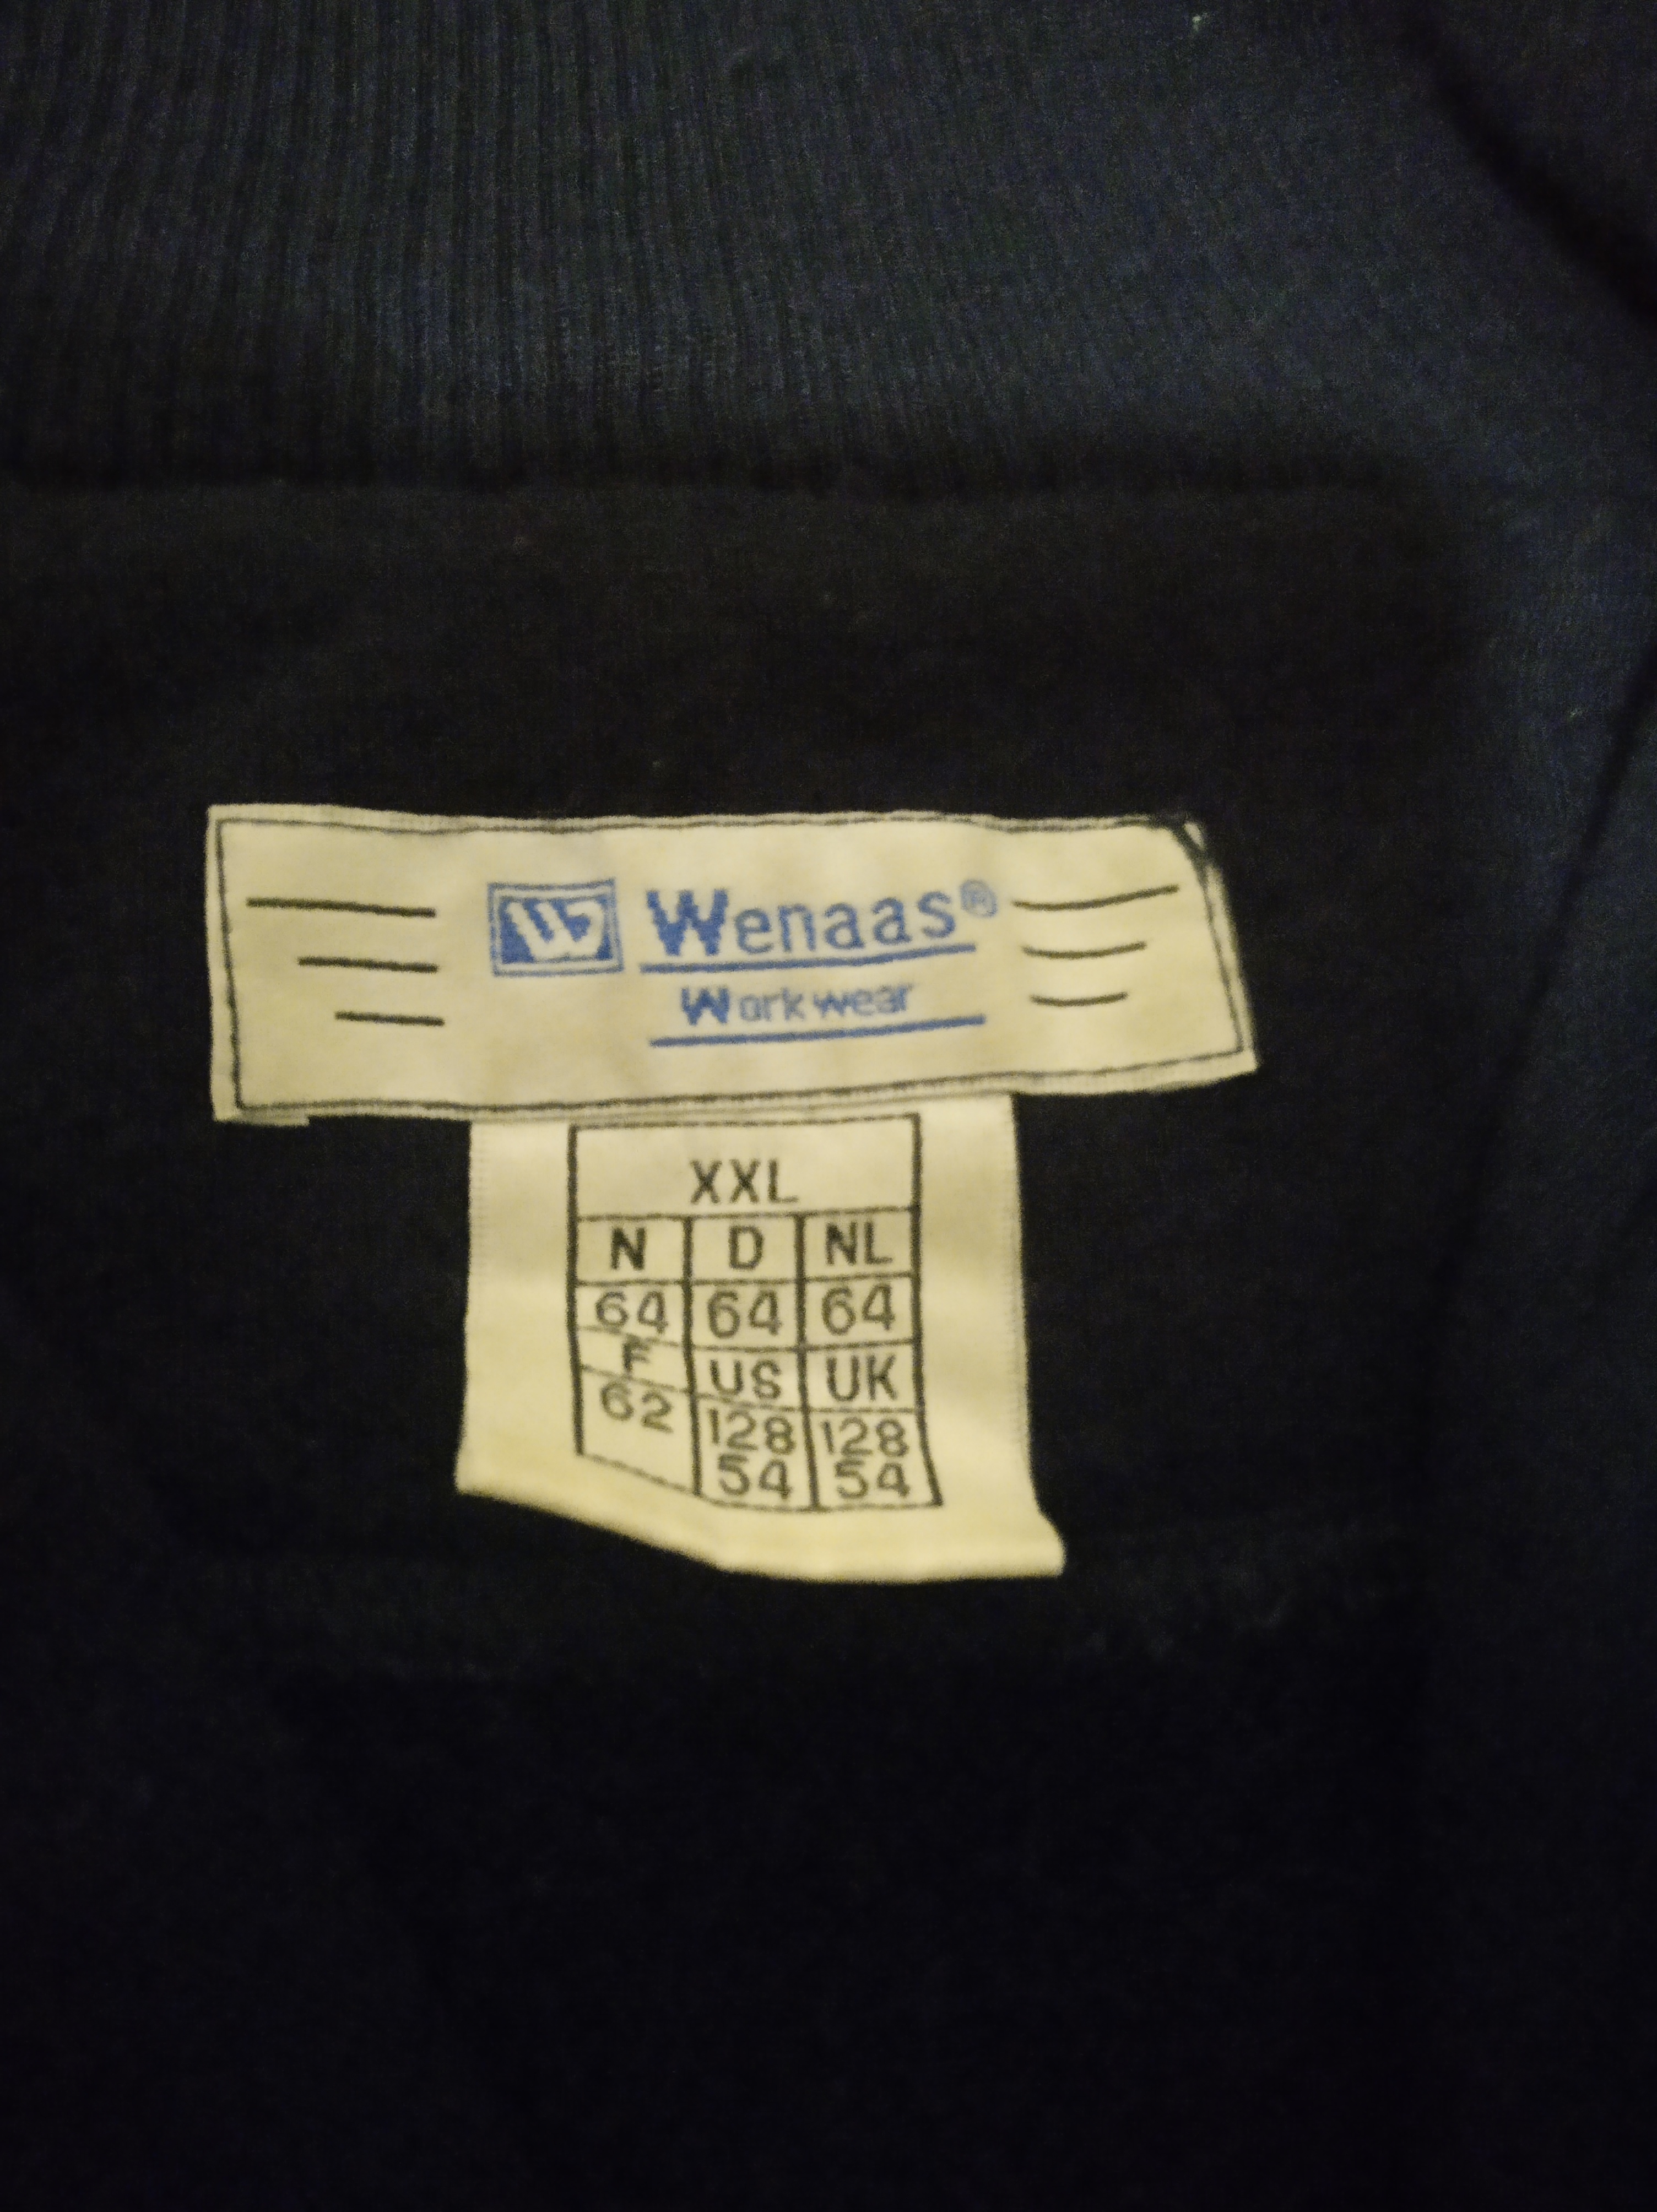 W Wenaas®
Workwear
XXL
N D NL
64 64 64
F US UK
62 128 128
54 54